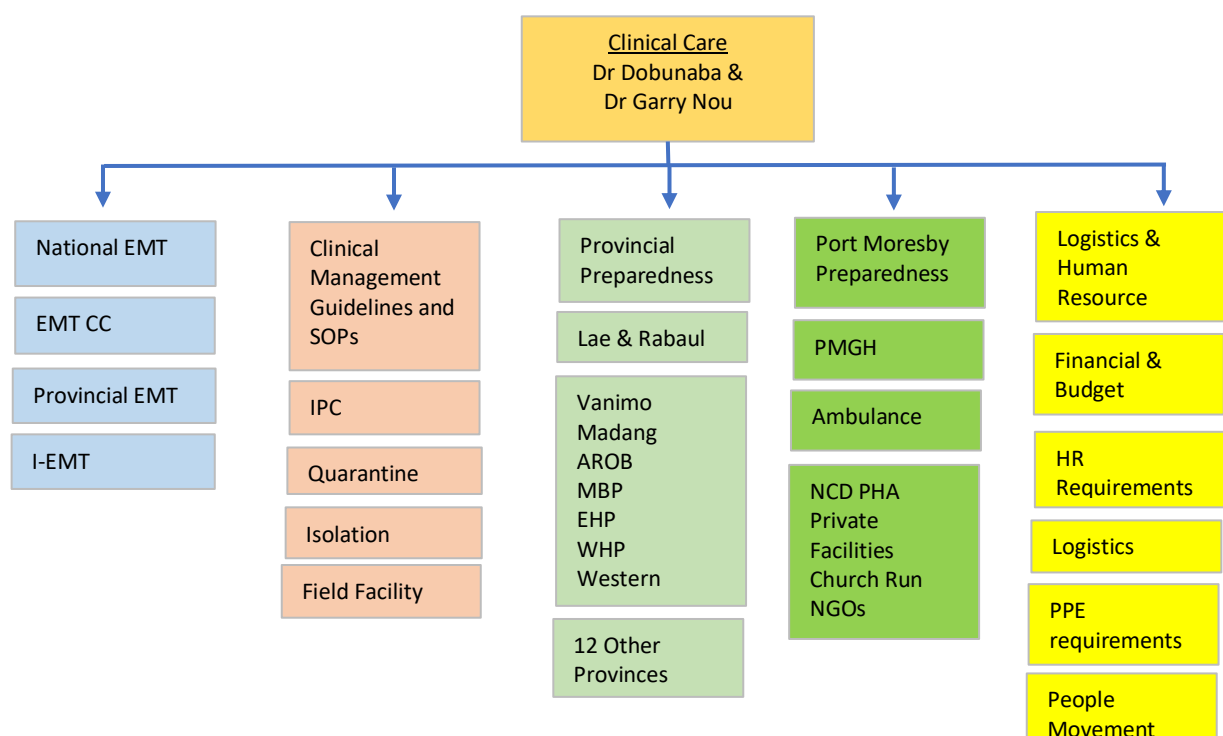 Clinical Care
Dr Dobunaba &
Dr Garry Nou
National EMT
EMT CC
Provincial EMT
I-EMT
Clinical
Management
Guidelines and
SOPs
IPC
Quarantine
Isolation
Field Facility
Provincial
Preparedness
Lae & Rabaul
Vanimo
Madang
AROB
MBP
EHP
WHP
Western
12 Other
Provinces
Port Moresby
Preparedness
PMGH
Ambulance
NCD PHA
Private
Facilities
Church Run
NGOs
Logistics &
Human
Resource
Financial &
Budget
HR
Requirements
Logistics
PPE
requirements
People
Movement